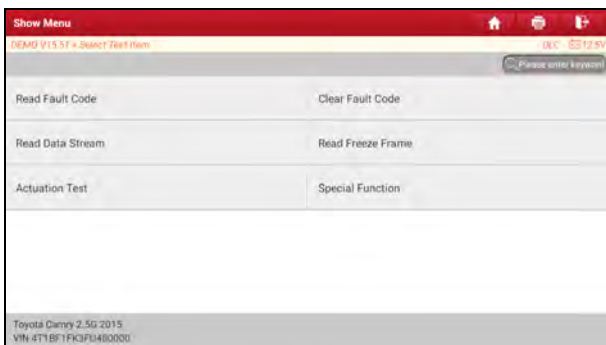 Show Menu
DEMO V15.51 > Select Test Item
DLC 12.5V
Please enter keyword
Read Fault Code Clear Fault Code
Read Data Stream Read Freeze Frame
Actuation Test Special Function
Toyota Camry 2.5G 2015
VIN 4T1BF1FK3FU480000